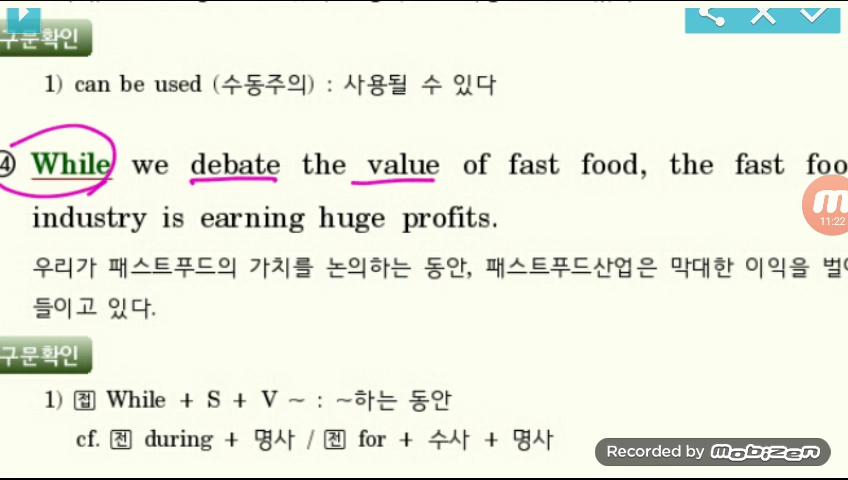 구문확인
1) can be used (수동주의) : 사용될 수 있다
④ While we debate the value of fast food, the fast
industry is earning huge profits.
우리가 패스트푸드의 가치를 논의하는 동안, 패스트푸드산업은 막대한 이익을
들이고 있다.
11:22
구문확인
1) 접 While + S + V ~ : ~하는 동안
cf. 전 during + 명사 / 전 for + 수사 + 명사
Recorded by mobizen